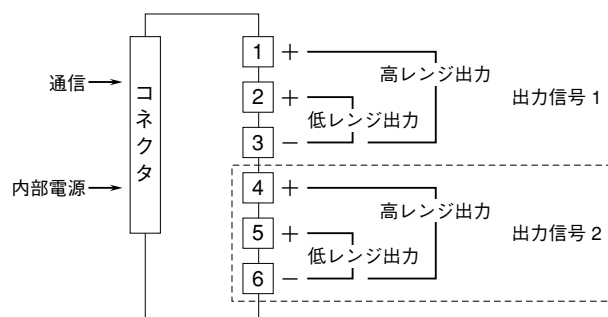 通信
内部電源
コネクタ
1 +
高レンジ出力
2 +
低レンジ出力
3 −
出力信号 1
4 +
高レンジ出力
5 +
低レンジ出力
6 −
出力信号 2